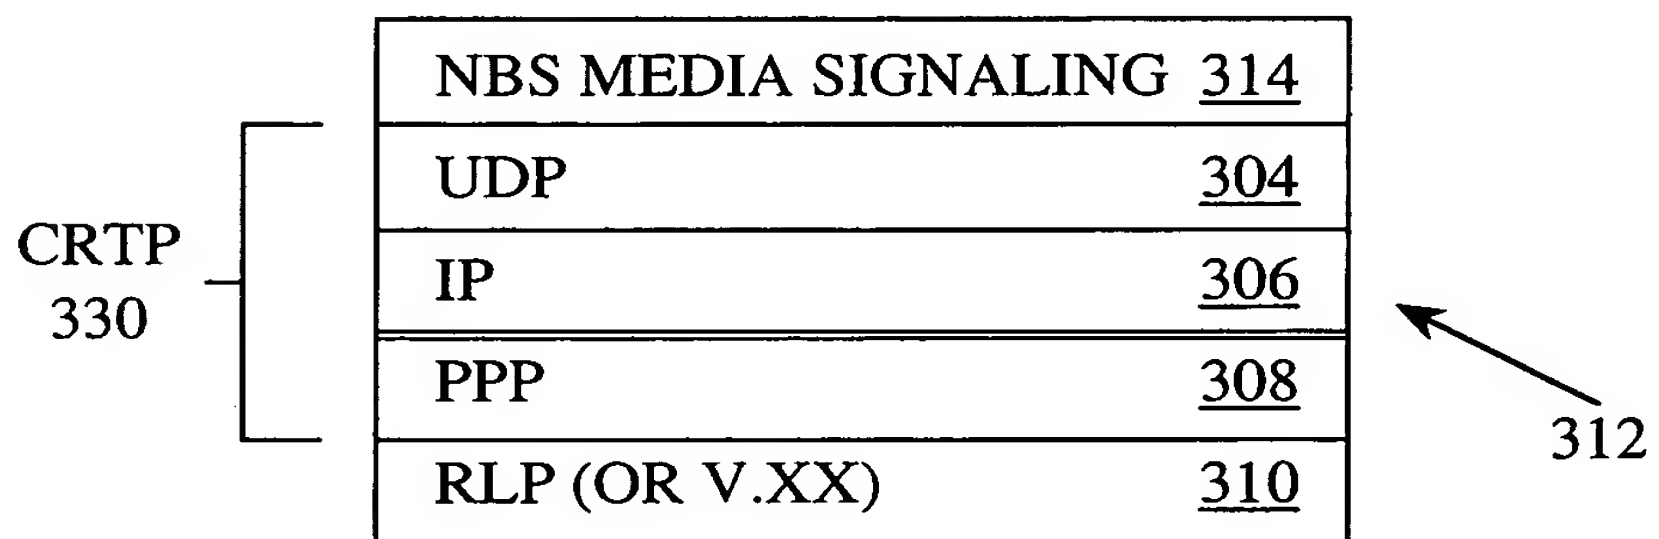 NBS MEDIA SIGNALING 314
UDP 304
CRTP
330
IP 306
PPP 308
312
RLP (OR V.XX) 310